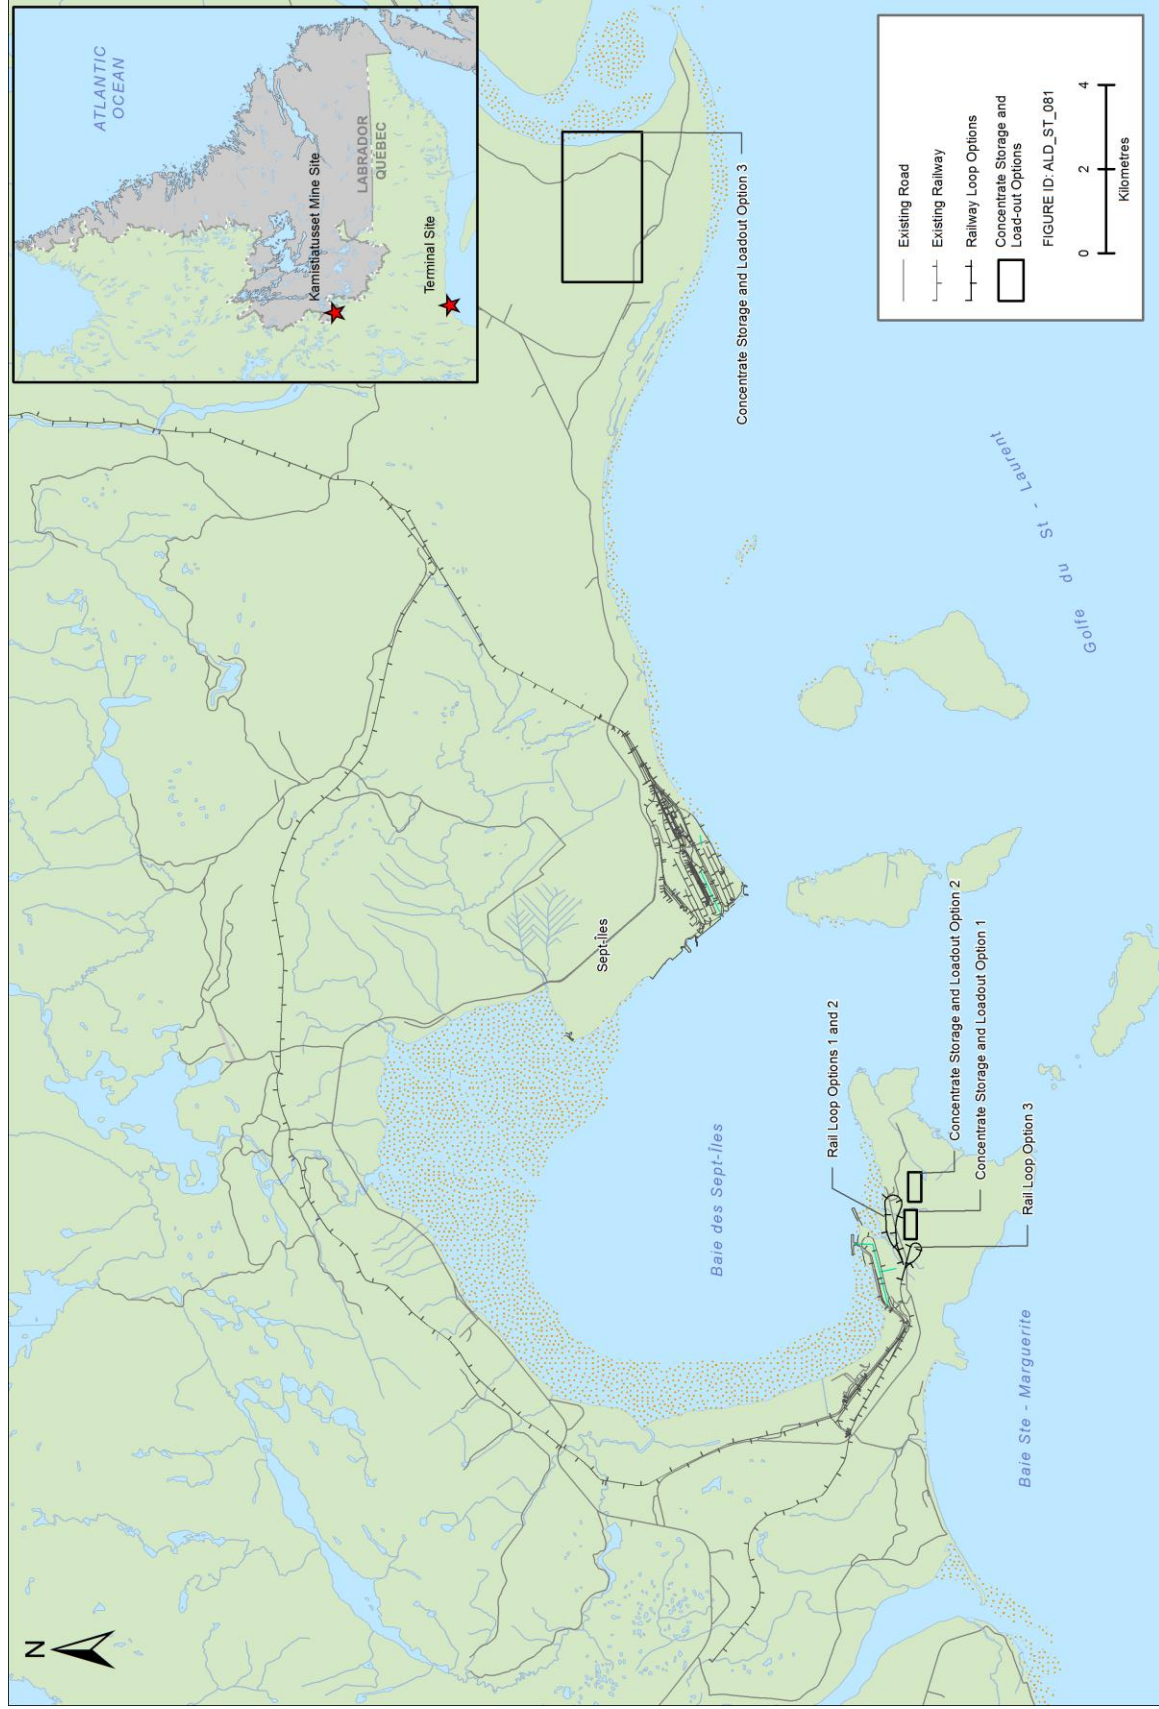 N
ATLANTIC
OCEAN
LABRADOR
QUÉBEC
Kamistiatusset Mine Site
Terminal Site
Sept-Îles
Baie des Sept-Îles
Baie Ste - Marguerite
Golfe du St - Laurent
Rail Loop Options 1 and 2
Concentrate Storage and Loadout Option 2
Concentrate Storage and Loadout Option 1
Rail Loop Option 3
Concentrate Storage and Loadout Option 3
Existing Road
Existing Railway
Railway Loop Options
Concentrate Storage and
Load-out Options
FIGURE ID: ALD_ST_081
0 2 4
Kilometres